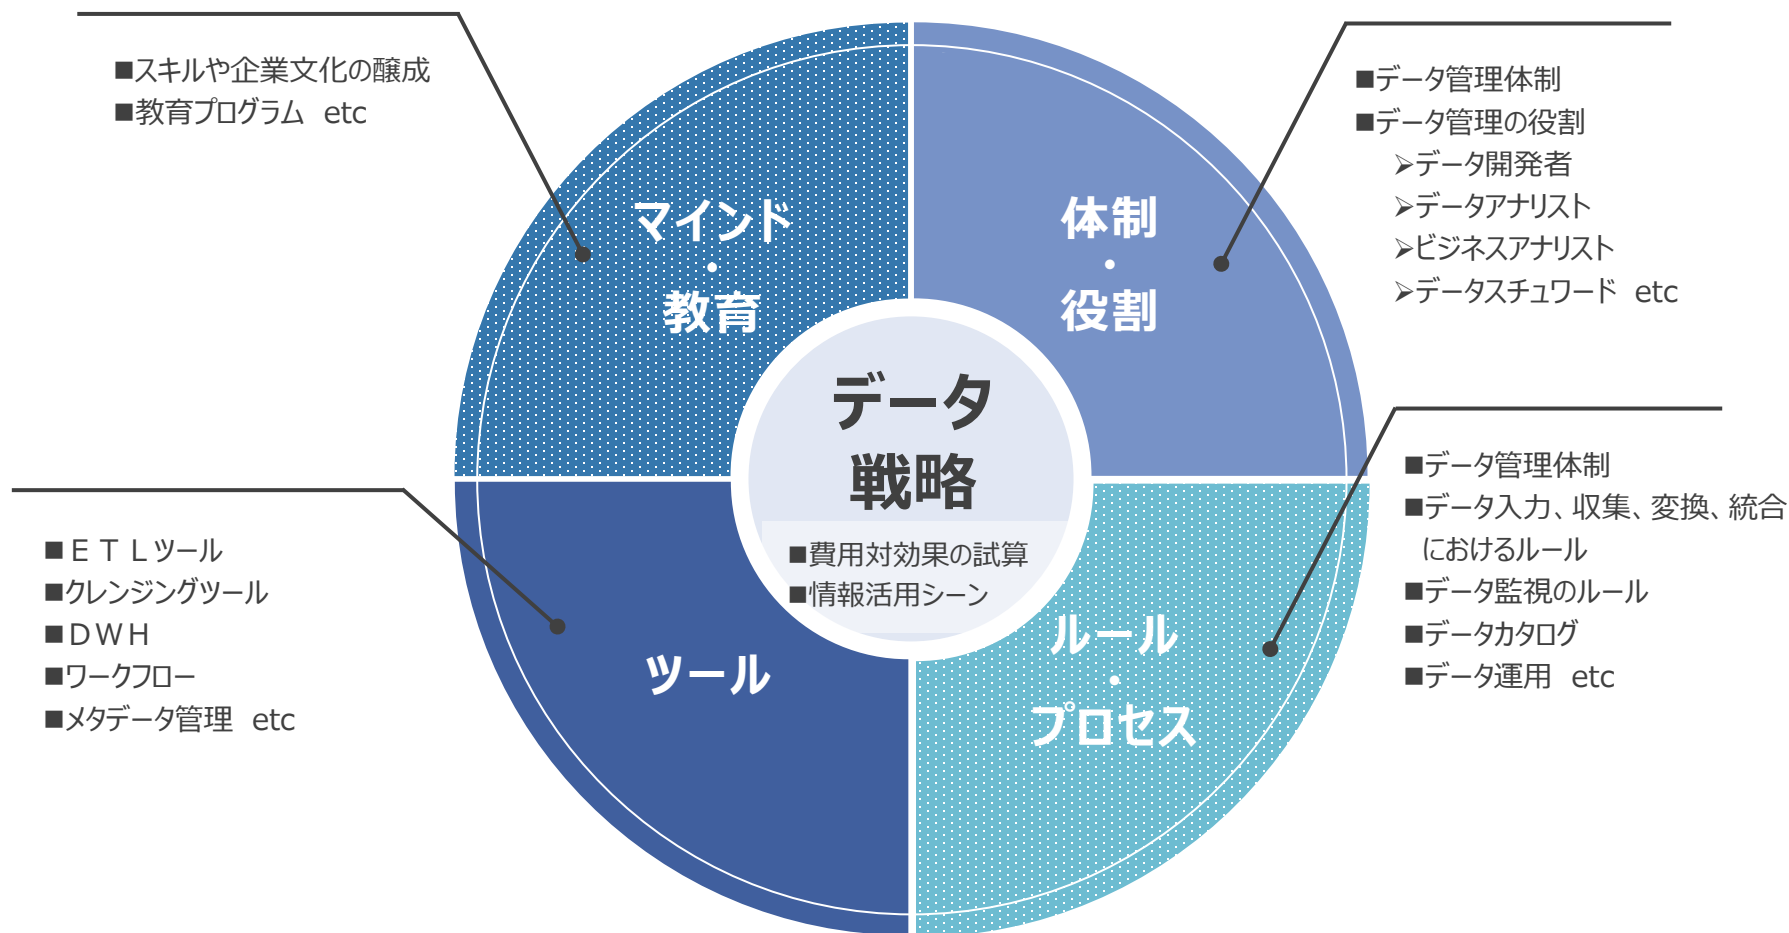 ■スキルや企業文化の醸成
■教育プログラム etc
マインド
・
教育
体制
・
役割
■データ管理体制
■データ管理の役割
➢データ開発者
➢データアナリスト
➢ビジネスアナリスト
➢データスチュワード etc
データ
戦略
■費用対効果の試算
■情報活用シーン
■ＥＴＬツール
■クレンジングツール
■ＤＷＨ
■ワークフロー
■メタデータ管理 etc
ツール
ルール
・
プロセス
■データ管理体制
■データ入力、収集、変換、統合
におけるルール
■データ監視のルール
■データカタログ
■データ運用 etc